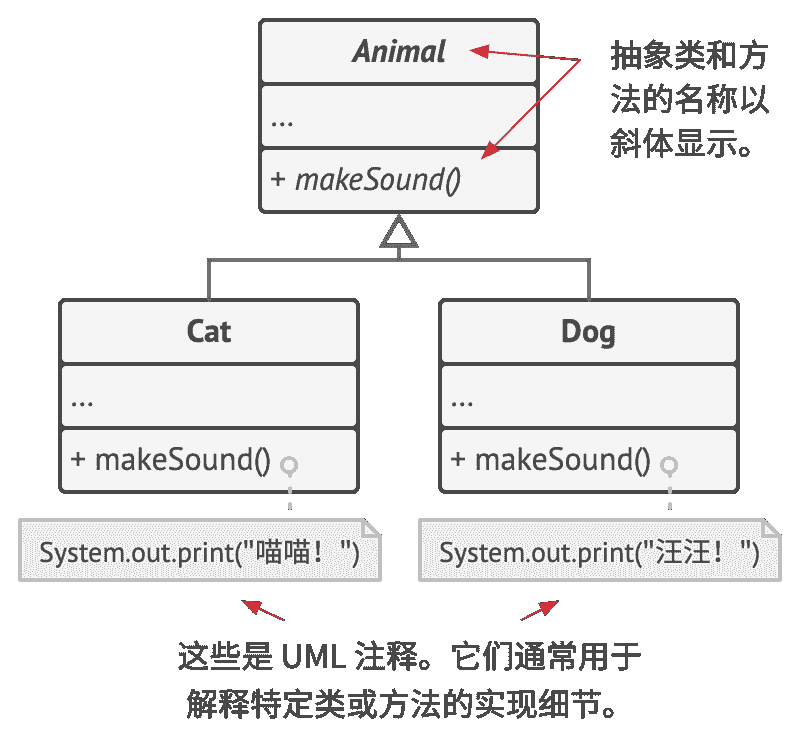 Animal
...
+ makeSound()
抽象类和方
法的名称以
斜体显示。
Cat
...
+ makeSound()
Dog
...
+ makeSound()
System.out.print("喵喵！")
System.out.print("汪汪！")
这些是 UML 注释。它们通常用于
解释特定类或方法的实现细节。